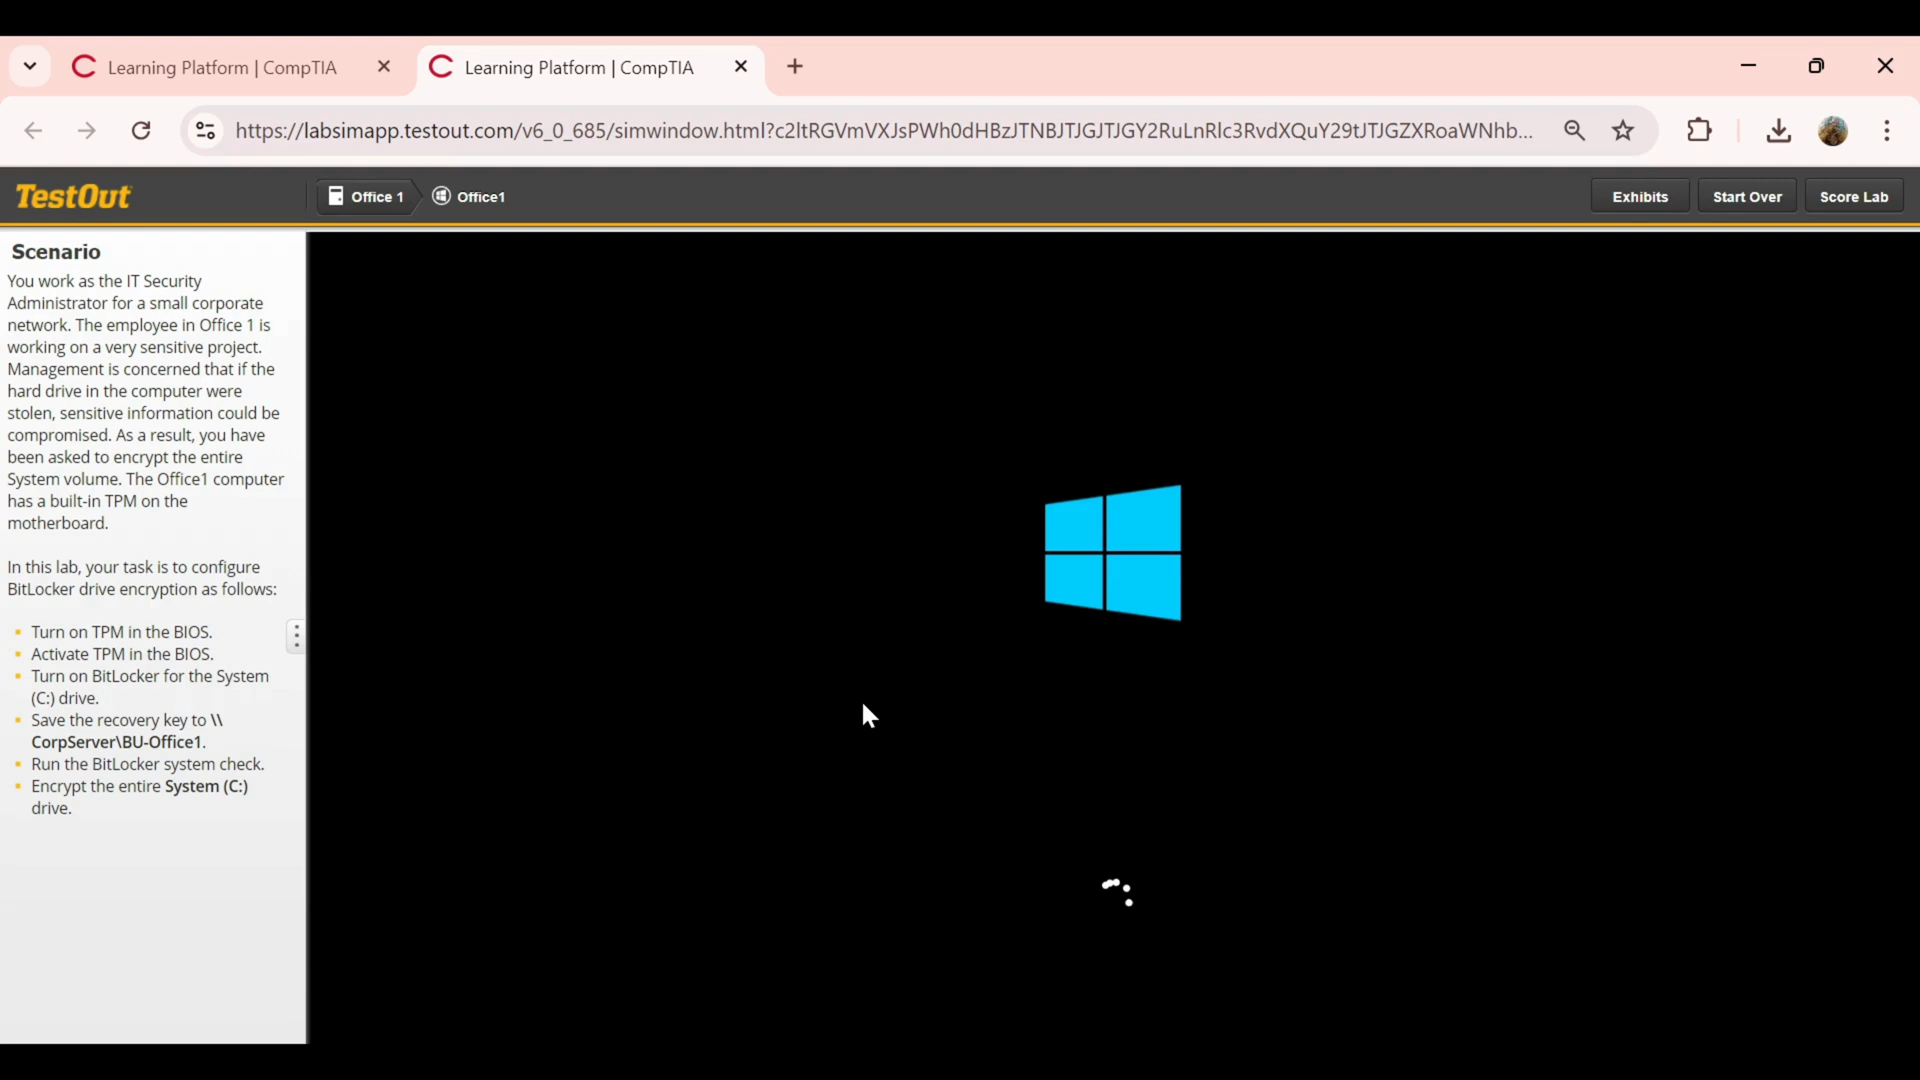 Learning Platform | CompTIA
Learning Platform | CompTIA
https://labsimapp.testout.com/v6_0_685/simwindow.html?c2ltRGVmVXJsPWh0dHBzJTNBJTJGJTJGY2RuLnRlc3RvdXQuY29tJTJGZXRoaWNhb...
TestOut
Office 1
Office1
Exhibits
Start Over
Score Lab
Scenario
You work as the IT Security
Administrator for a small corporate
network. The employee in Office 1 is
working on a very sensitive project.
Management is concerned that if the
hard drive in the computer were
stolen, sensitive information could be
compromised. As a result, you have
been asked to encrypt the entire
System volume. The Office1 computer
has a built-in TPM on the
motherboard.
In this lab, your task is to configure
BitLocker drive encryption as follows:
Turn on TPM in the BIOS.
Activate TPM in the BIOS.
Turn on BitLocker for the System
(C:) drive.
Save the recovery key to \\
CorpServer\BU-Office1.
Run the BitLocker system check.
Encrypt the entire System (C:)
drive.